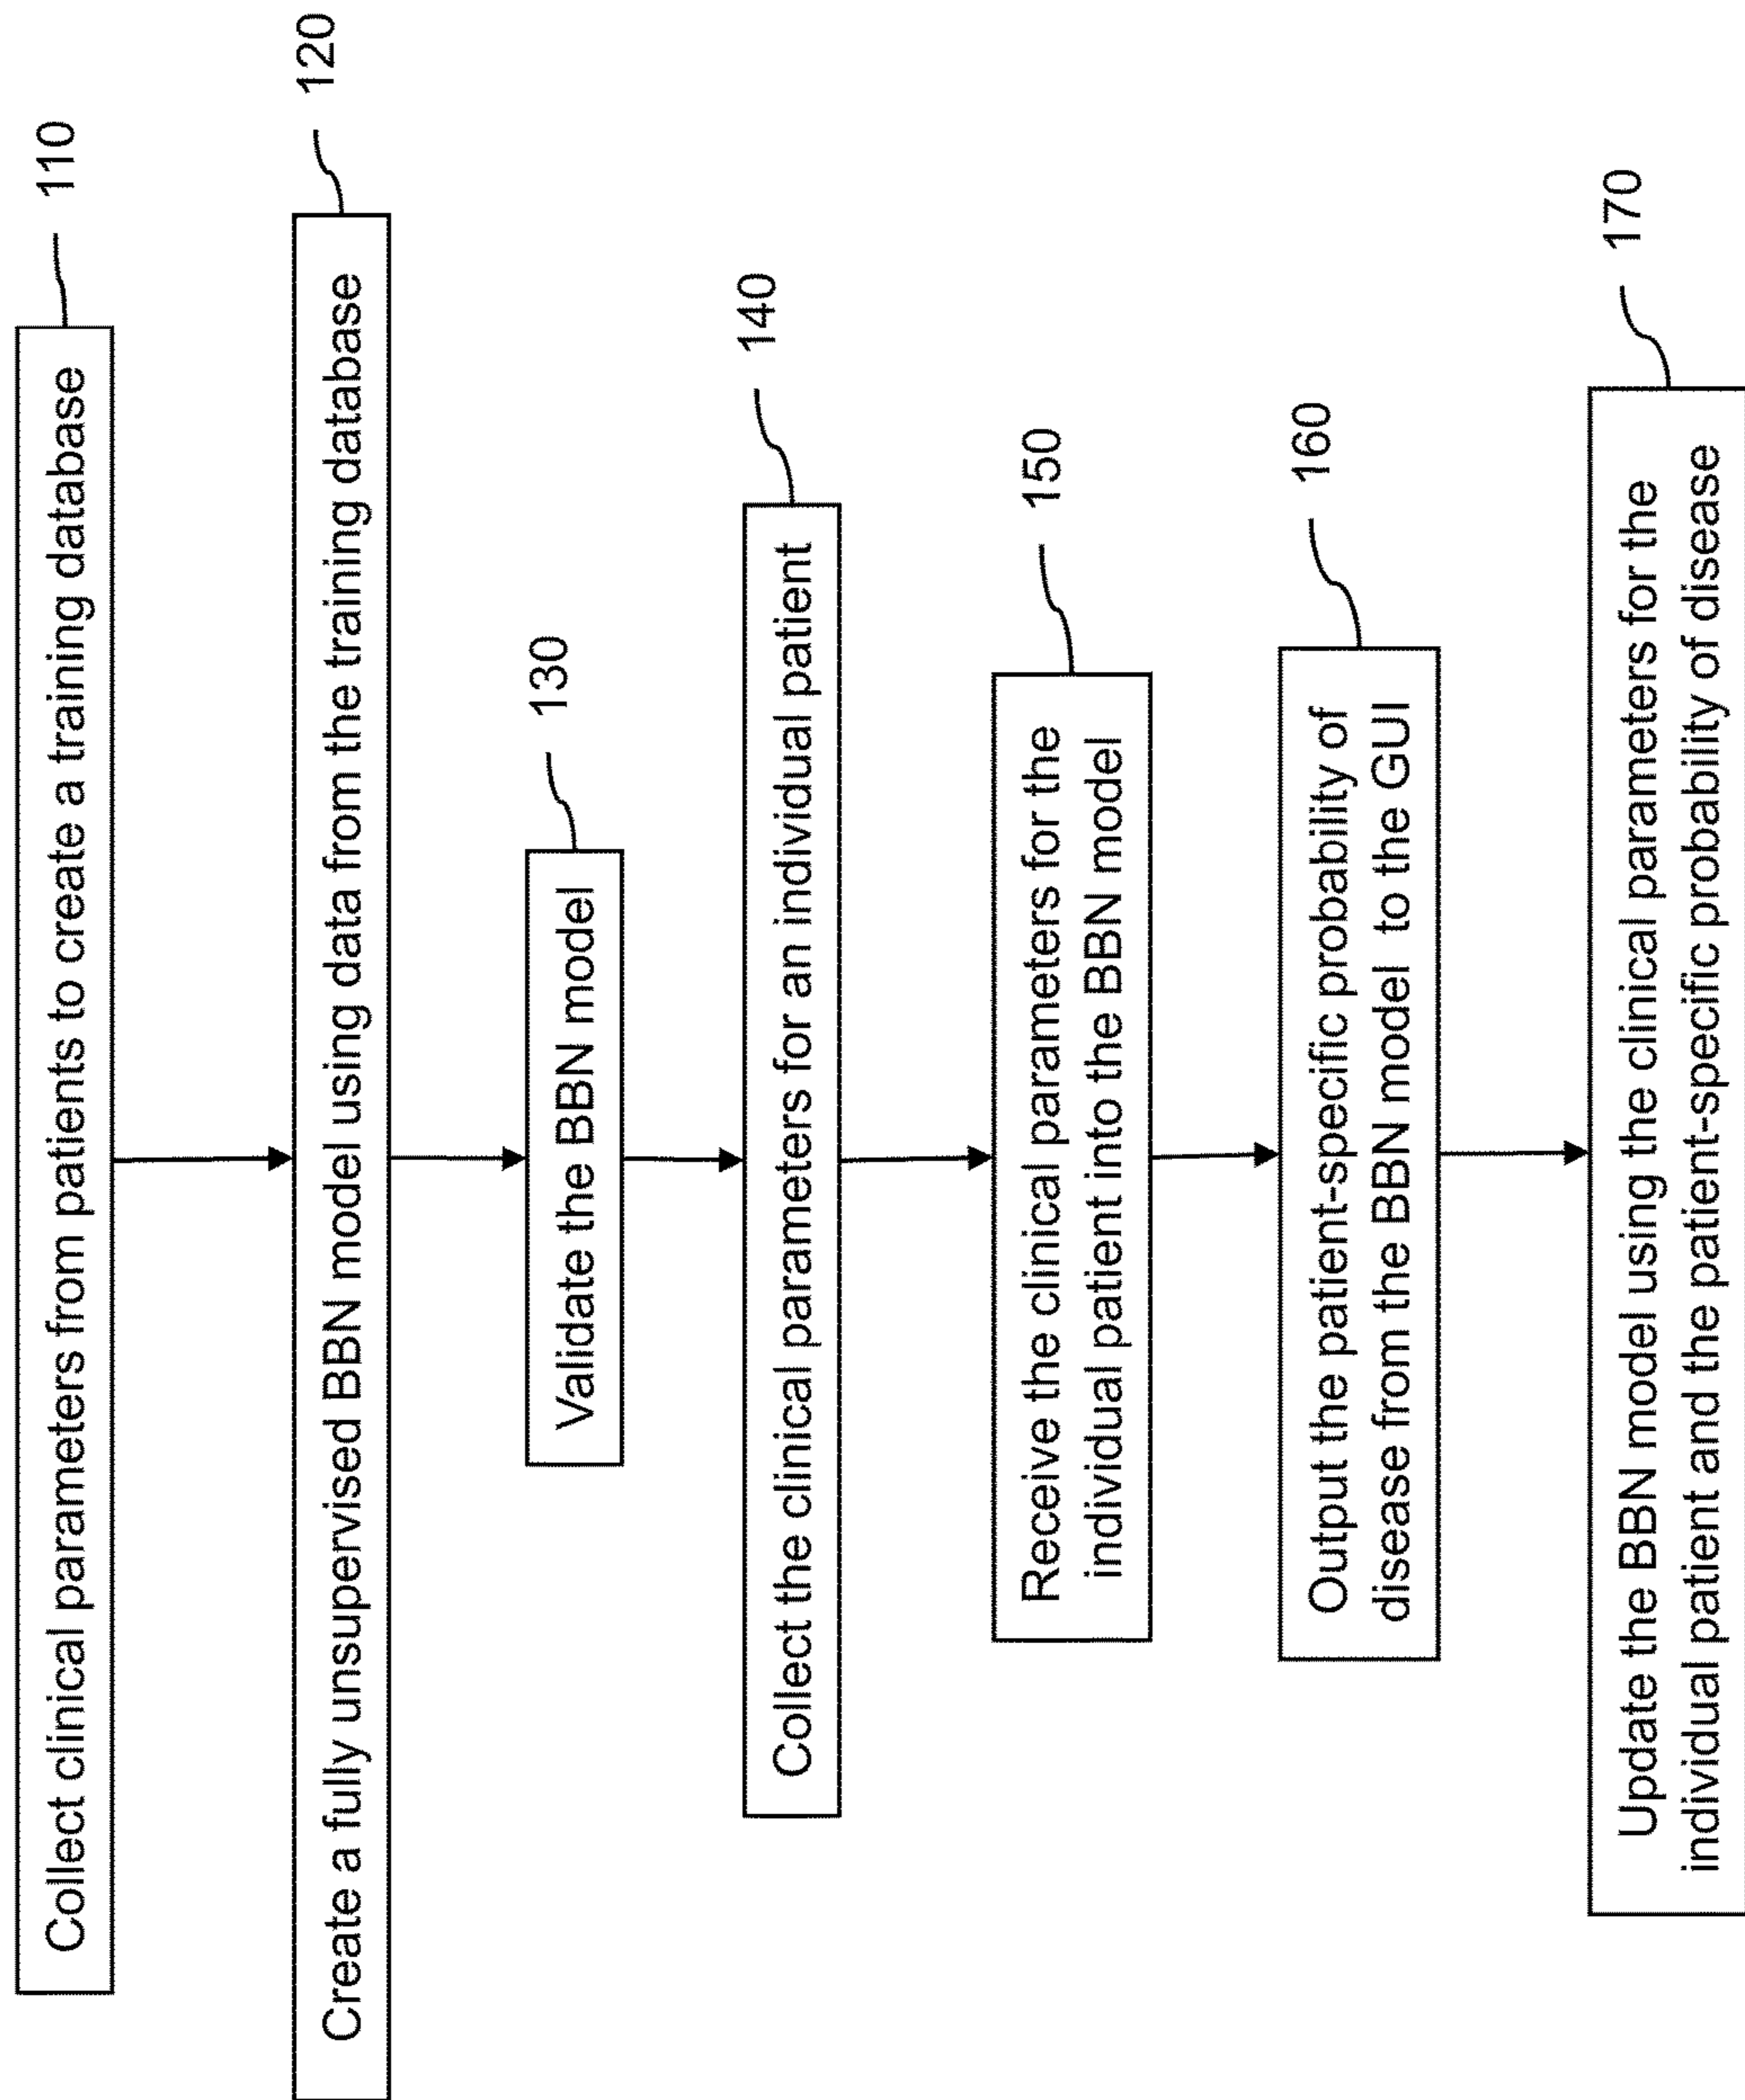 Collect clinical parameters from patients to create a training database
110
Create a fully unsupervised BBN model using data from the training database
120
Validate the BBN model
130
Collect the clinical parameters for an individual patient
140
Receive the clinical parameters for the
individual patient into the BBN model
150
Output the patient-specific probability of
disease from the BBN model to the GUI
160
Update the BBN model using the clinical parameters for the
individual patient and the patient-specific probability of disease
170